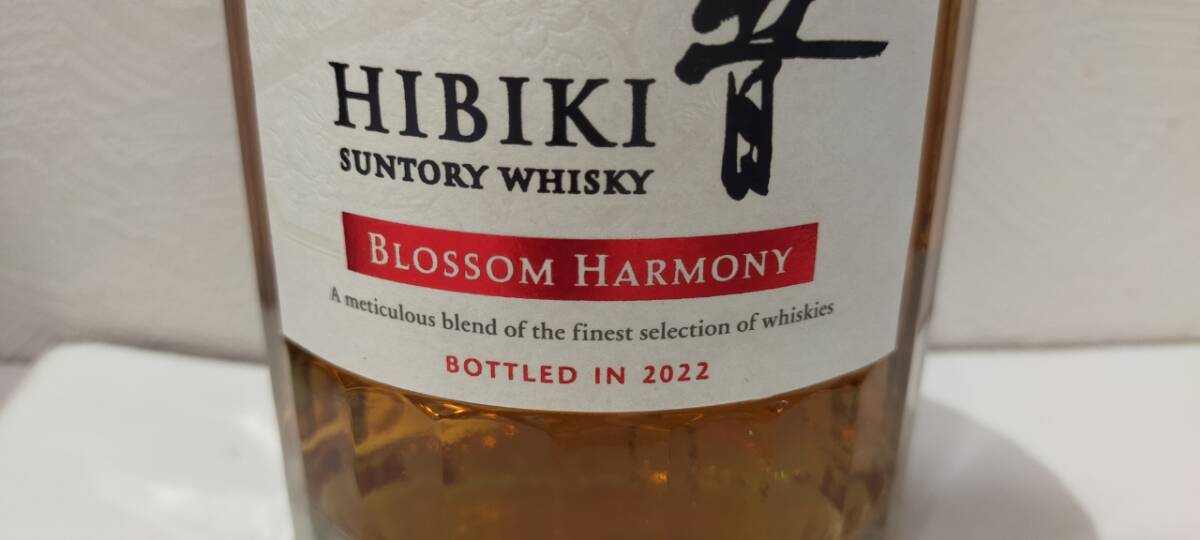 HIBIKI
SUNTORY WHISKY
BLOSSOM HARMONY
A meticulous blend of the finest selection of whiskies
BOTTLED IN 2022